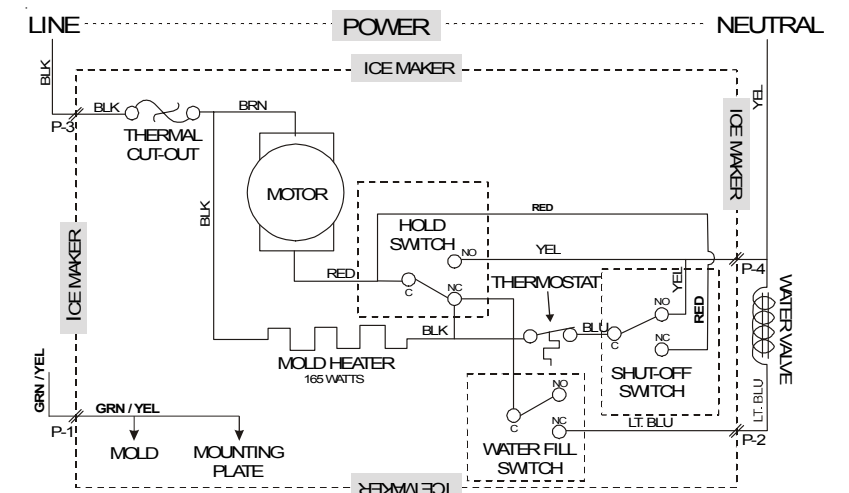 LINE POWER NEUTRAL
ICE MAKER
BLK
YEL
BLK
BRN
P-3
THERMAL
CUT-OUT
ICE MAKER
MOTOR
BLK
HOLD
SWITCH
RED
NO
YEL
ICE MAKER
RED
C
NC
THERMOSTAT
YEL
RED
P-4
WATER VALVE
NO
BLK
BLU
C
NC
MOLD HEATER
165 WATTS
SHUT-OFF
SWITCH
GRN / YEL
GRN / YEL
NO
C
NC
LT. BLU
LT. BLU
P-1
P-2
MOLD
MOUNTING
PLATE
WATER FILL
SWITCH
ICE MAKER